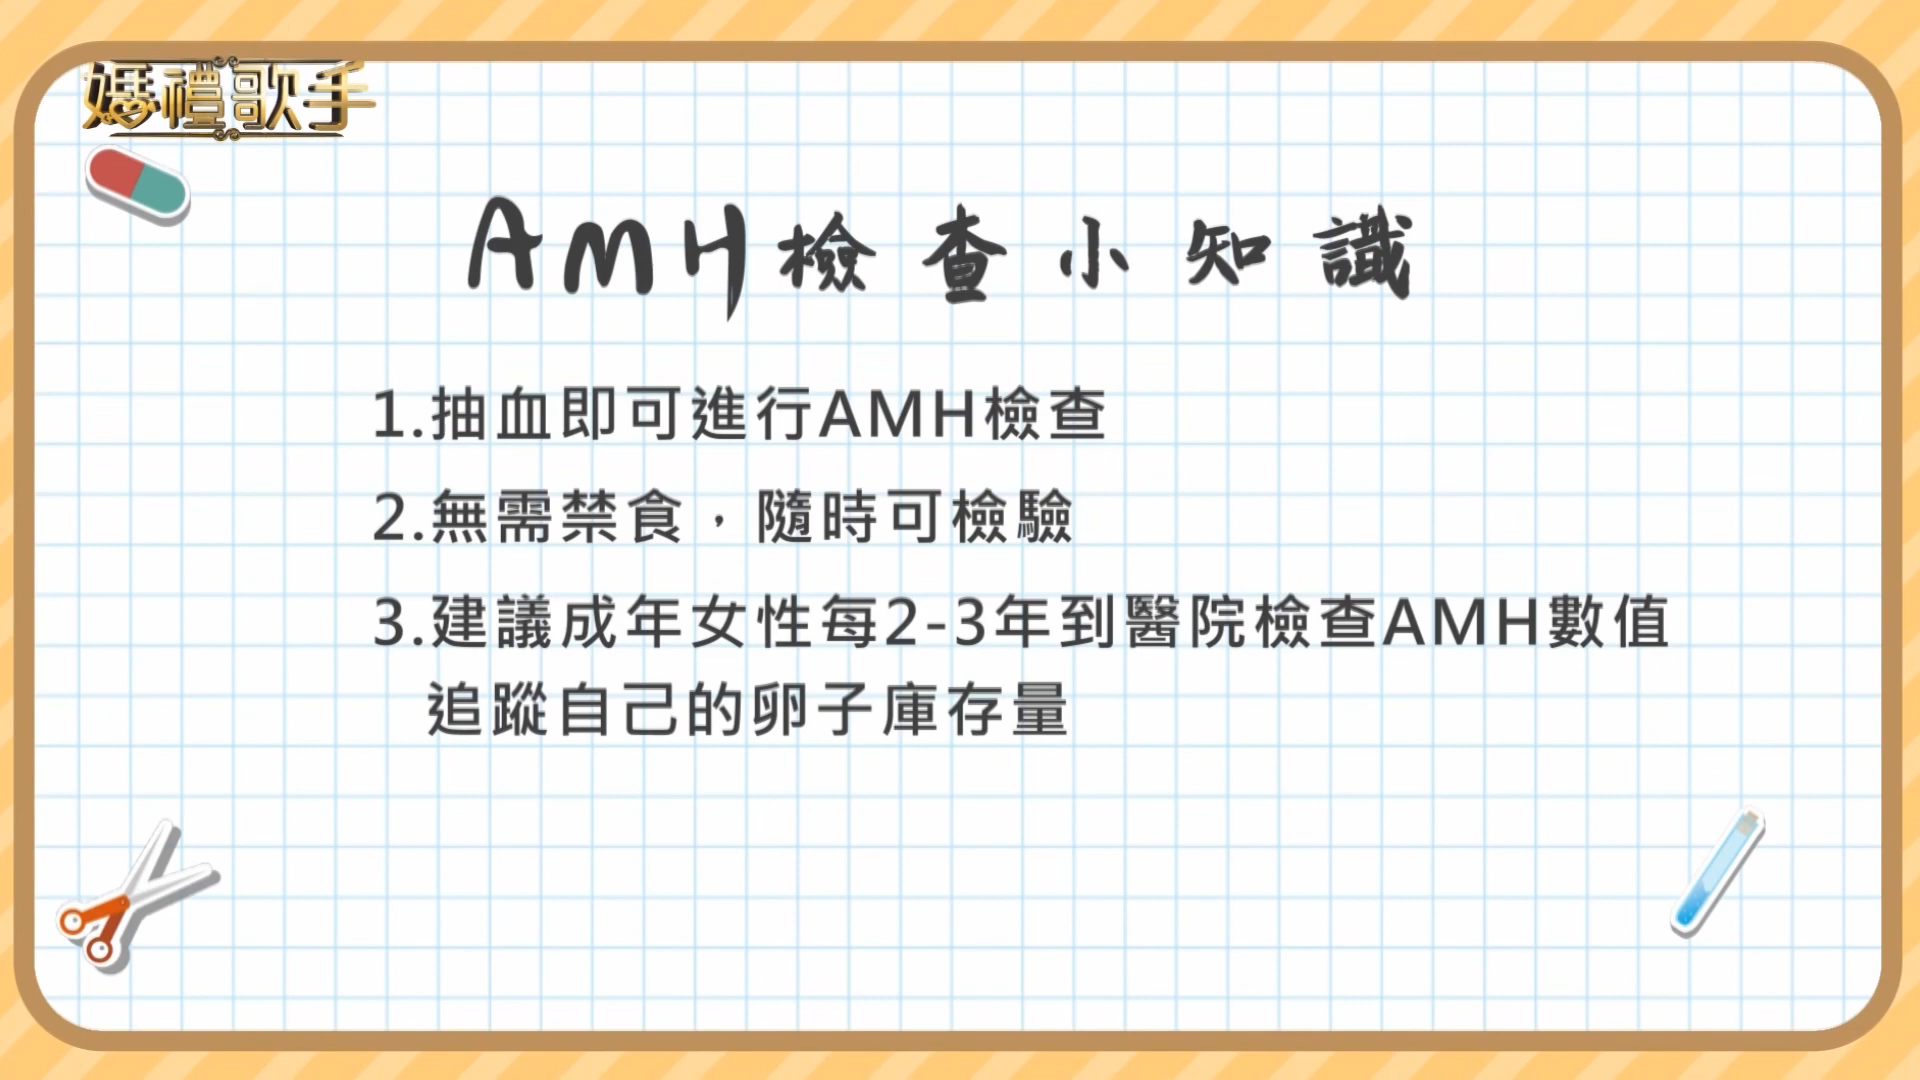 媽禮歌手
AMH檢查小知識
1.抽血即可進行AMH檢查
2.無需禁食，隨時可檢驗
3.建議成年女性每2-3年到醫院檢查AMH數值
追蹤自己的卵子庫存量